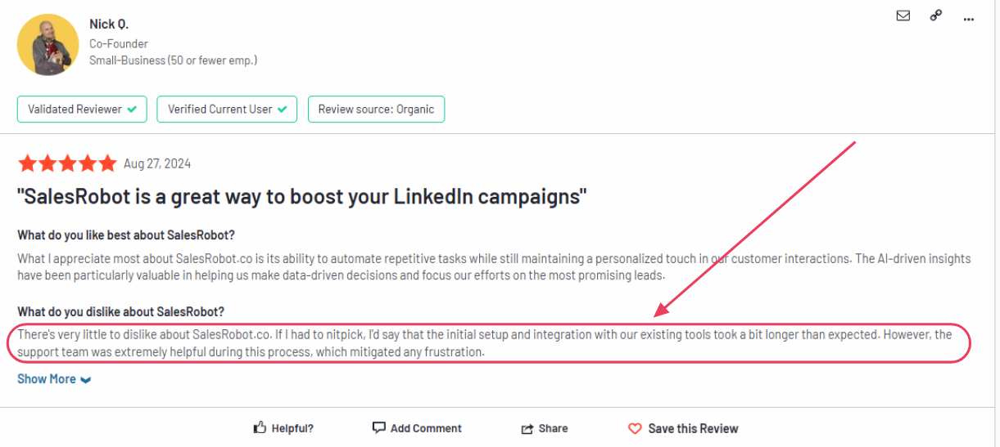 Nick Q.
Co-Founder
Small-Business (50 or fewer emp.)
Validated Reviewer
Verified Current User
Review source: Organic
Aug 27, 2024
"SalesRobot is a great way to boost your LinkedIn campaigns"
What do you like best about SalesRobot?
What I appreciate most about SalesRobot.co is its ability to automate repetitive tasks while still maintaining a personalized touch in our customer interactions. The AI-driven insights
have been particularly valuable in helping us make data-driven decisions and focus our efforts on the most promising leads.
What do you dislike about SalesRobot?
There's very little to dislike about SalesRobot.co. If I had to nitpick, I'd say that the initial setup and integration with our existing tools took a bit longer than expected. However, the
support team was extremely helpful during this process, which mitigated any frustration.
Show More
Helpful?
Add Comment
Share
Save this Review